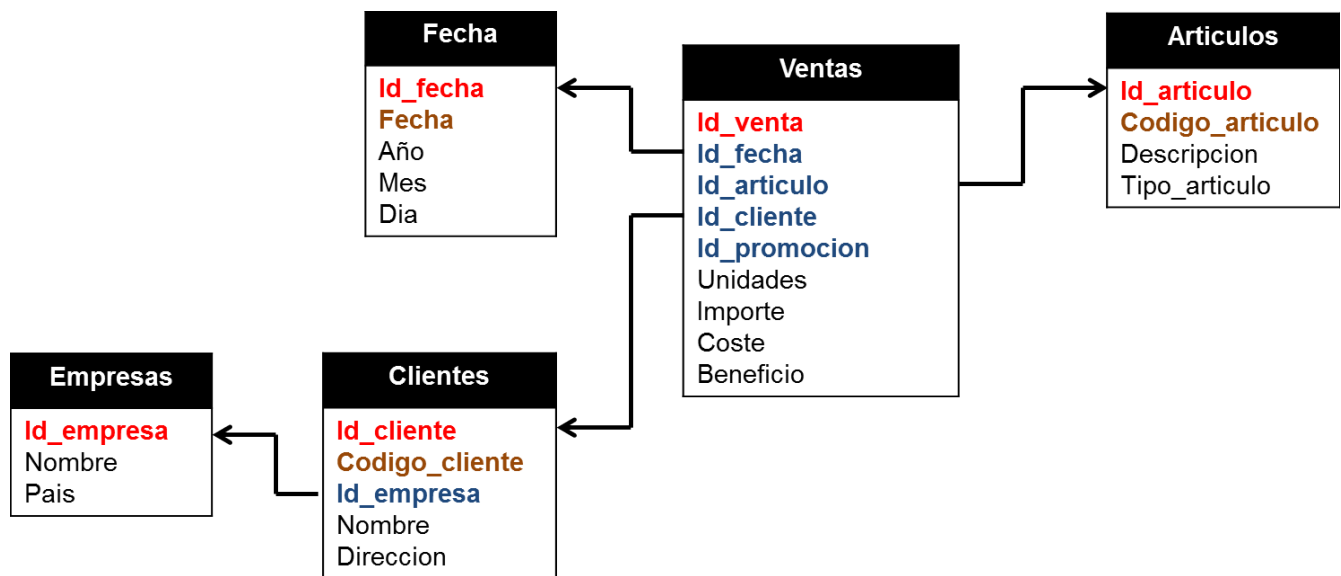 Fecha
Id_fecha
Fecha
Año
Mes
Dia
Ventas
Id_venta
Id_fecha
Id_articulo
Id_cliente
Id_promocion
Unidades
Importe
Coste
Beneficio
Articulos
Id_articulo
Codigo_articulo
Descripcion
Tipo_articulo
Empresas
Id_empresa
Nombre
Pais
Clientes
Id_cliente
Codigo_cliente
Id_empresa
Nombre
Direccion